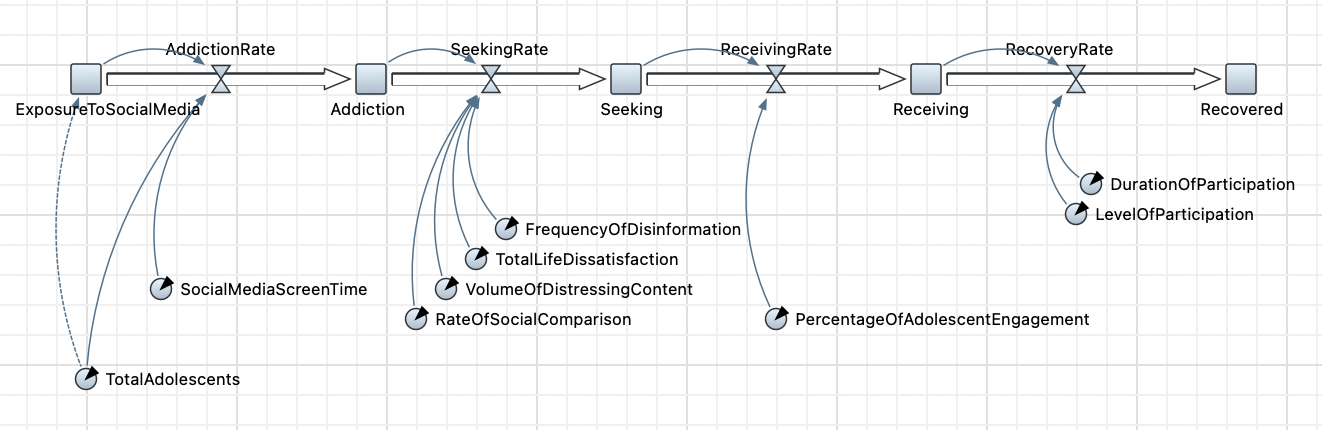 AddictionRate
SeekingRate
ReceivingRate
RecoveryRate
ExposureToSocialMedia
Addiction
Seeking
Receiving
Recovered
DurationOfParticipation
LevelOfParticipation
FrequencyOfDisinformation
TotalLifeDissatisfaction
SocialMediaScreenTime
VolumeOfDistressingContent
RateOfSocialComparison
PercentageOfAdolescentEngagement
TotalAdolescents